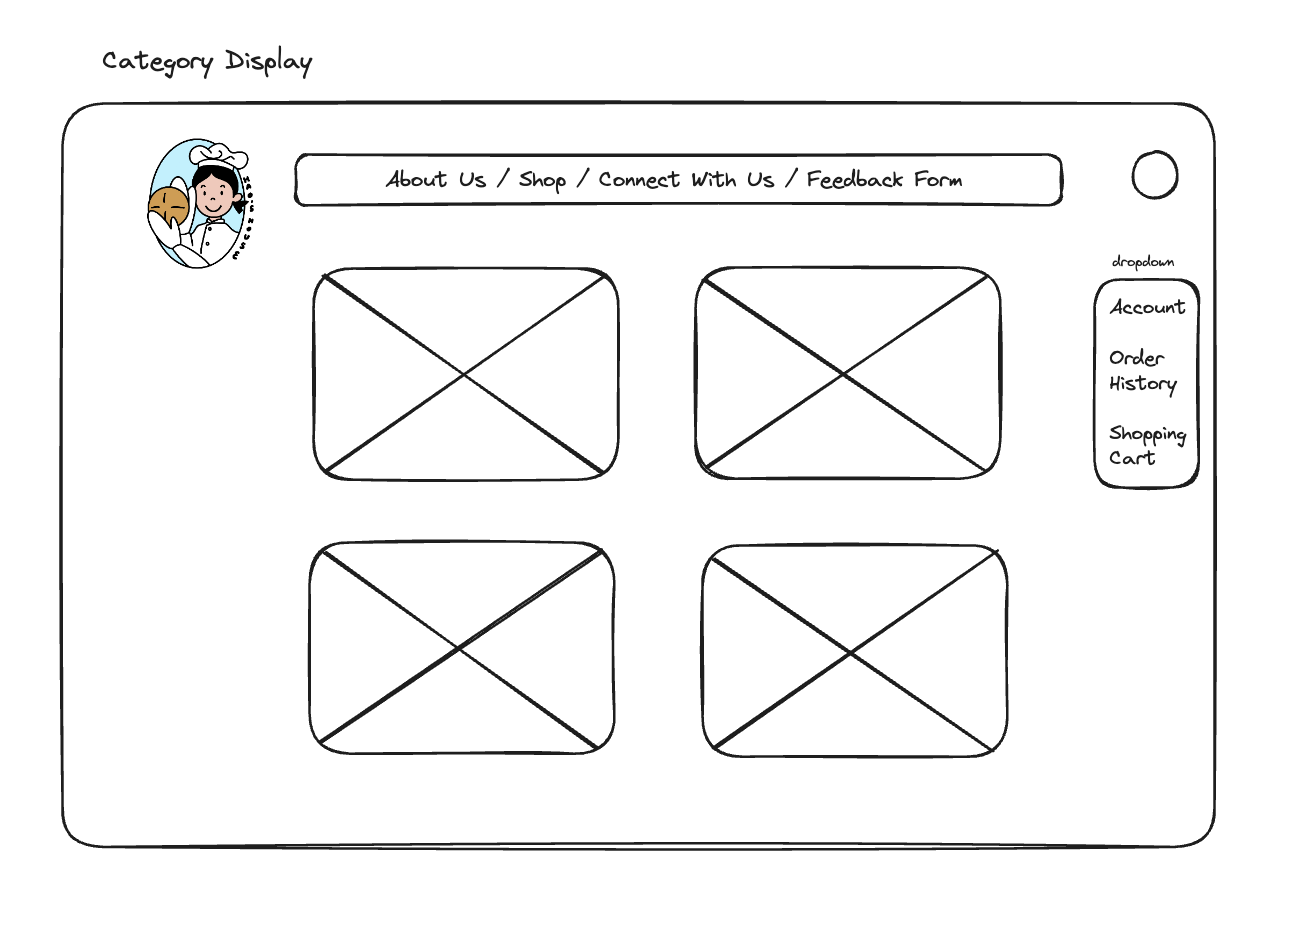 Category Display
About Us / Shop / Connect With Us / Feedback Form
dropdown
Account
Order
History
Shopping
Cart